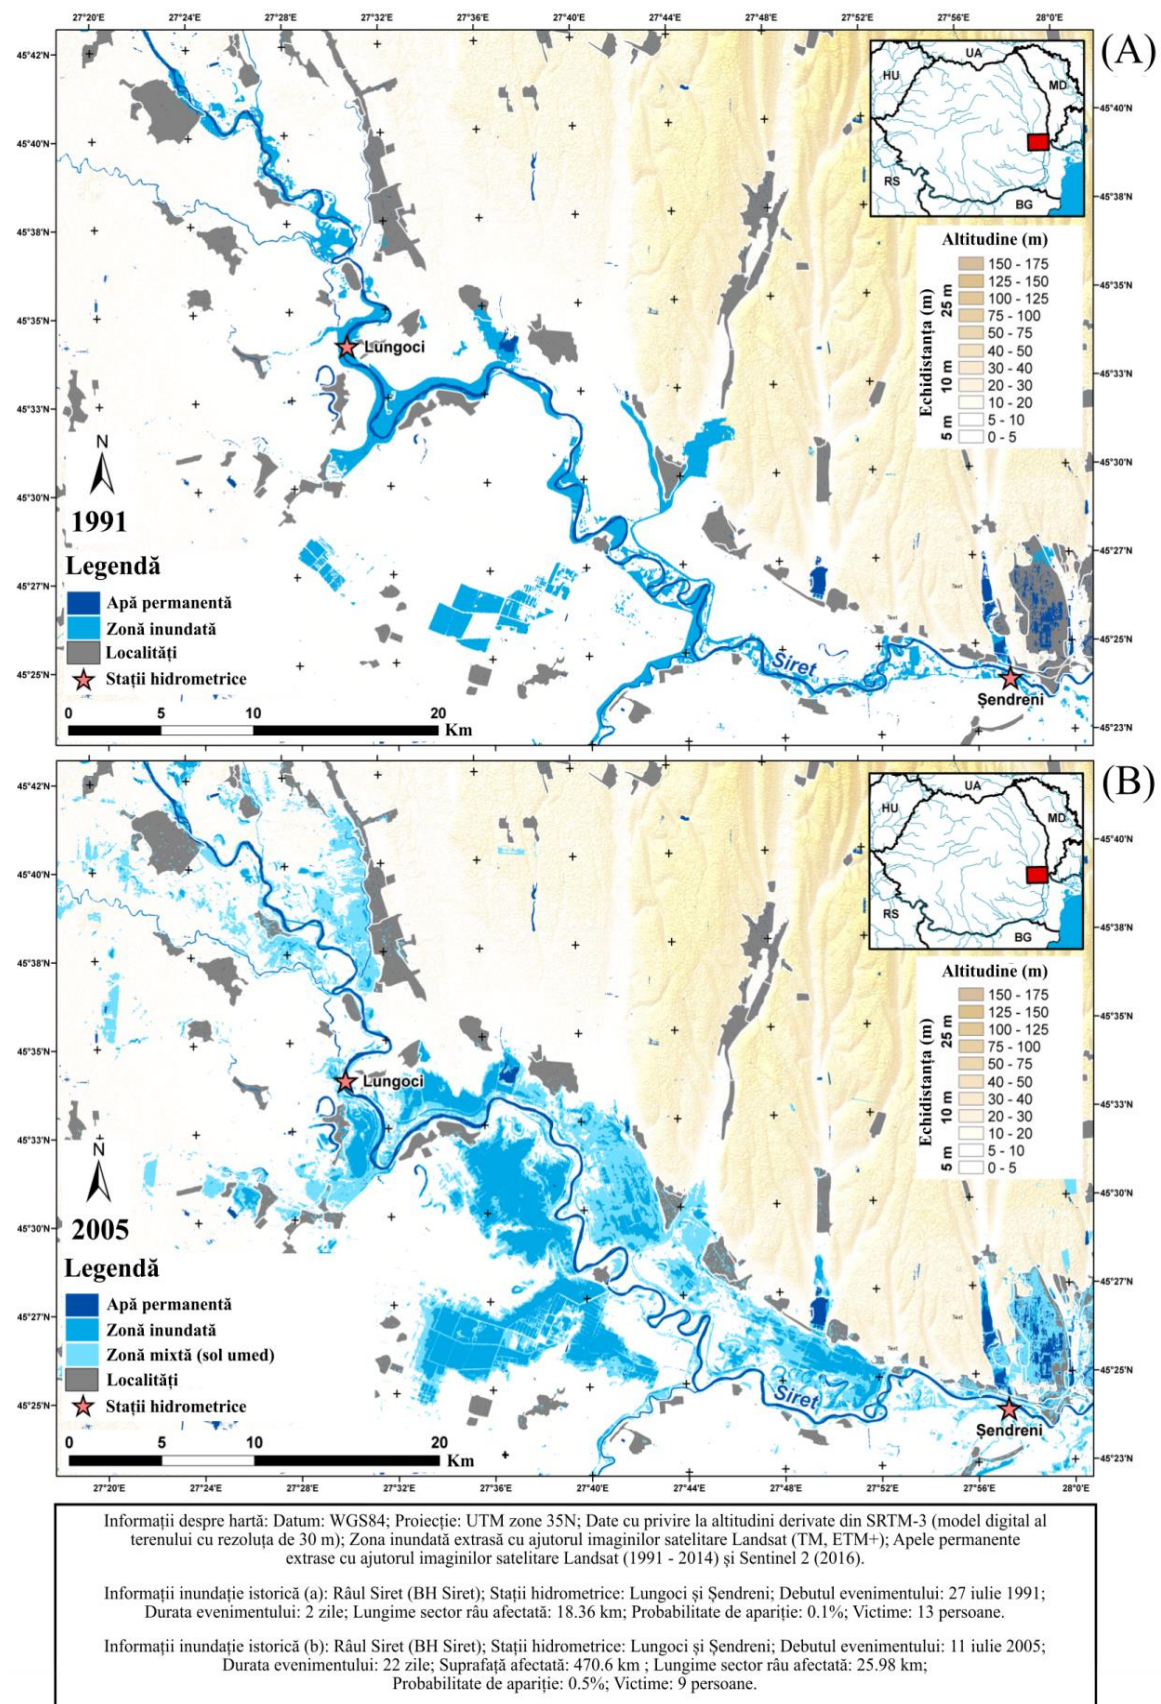 27°20'E 27°24'E 27°28'E 27°32'E 27°36'E 27°40'E 27°44'E 27°48'E 27°52'E 27°56'E 28°0'E
(A)
45°42'N
45°40'N
45°38'N
45°35'N
45°33'N
45°30'N
45°27'N
45°25'N
45°40'N
45°38'N
45°35'N
45°33'N
45°30'N
45°27'N
45°25'N
45°23'N
UA
HU
MD
RS
BG
Altitudine (m)
Echidistanța (m)
25 m
10 m
5 m
150 - 175
125 - 150
100 - 125
75 - 100
50 - 75
40 - 50
30 - 40
20 - 30
10 - 20
5 - 10
0 - 5
Lungoci
N
1991
Text
Text
Siret
Șendreni
Legendă
Apă permanentă
Zonă inundată
Localități
Stații hidrometrice
0 5 10 20
Km
(B)
45°42'N
45°40'N
45°38'N
45°35'N
45°33'N
45°30'N
45°27'N
45°25'N
45°40'N
45°38'N
45°35'N
45°33'N
45°30'N
45°27'N
45°25'N
45°23'N
UA
HU
MD
RS
BG
Altitudine (m)
Echidistanța (m)
25 m
10 m
5 m
150 - 175
125 - 150
100 - 125
75 - 100
50 - 75
40 - 50
30 - 40
20 - 30
10 - 20
5 - 10
0 - 5
Lungoci
N
2005
Text
Text
Siret
Șendreni
Legendă
Apă permanentă
Zonă inundată
Zonă mixtă (sol umed)
Localități
Stații hidrometrice
0 5 10 20
Km
27°20'E 27°24'E 27°28'E 27°32'E 27°36'E 27°40'E 27°44'E 27°48'E 27°52'E 27°56'E 28°0'E
Informații despre hartă: Datum: WGS84; Proiecție: UTM zone 35N; Date cu privire la altitudini derivate din SRTM-3 (model digital al
terenului cu rezoluța de 30 m); Zona inundată extrasă cu ajutorul imaginilor satelitare Landsat (TM, ETM+); Apele permanente
extrase cu ajutorul imaginilor satelitare Landsat (1991 - 2014) și Sentinel 2 (2016).
Informații inundație istorică (a): Râul Siret (BH Siret); Stații hidrometrice: Lungoci și Șendreni; Debutul evenimentului: 27 iulie 1991;
Durata evenimentului: 2 zile; Lungime sector râu afectată: 18.36 km; Probabilitate de apariție: 0.1%; Victime: 13 persoane.
Informații inundație istorică (b): Râul Siret (BH Siret); Stații hidrometrice: Lungoci și Șendreni; Debutul evenimentului: 11 iulie 2005;
Durata evenimentului: 22 zile; Suprafață afectată: 470.6 km ; Lungime sector râu afectată: 25.98 km;
Probabilitate de apariție: 0.5%; Victime: 9 persoane.